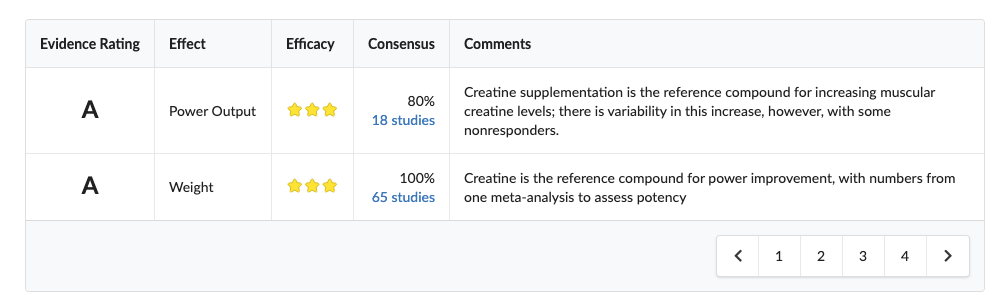 Evidence Rating Effect Efficacy Consensus Comments
A Power Output 80% 18 studies Creatine supplementation is the reference compound for increasing muscular
creatine levels; there is variability in this increase, however, with some
nonresponders.
A Weight 100% 65 studies Creatine is the reference compound for power improvement, with numbers from
one meta-analysis to assess potency
1 2 3 4